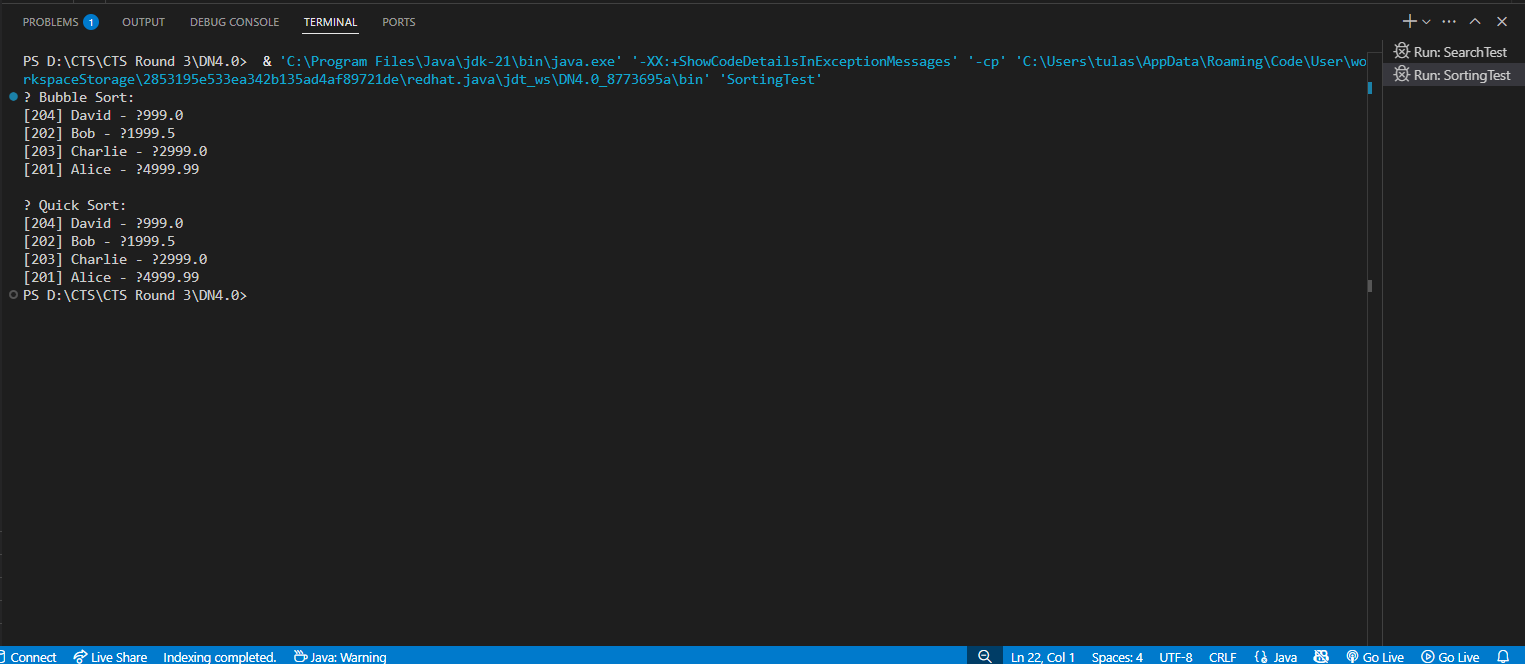 PROBLEMS 1 OUTPUT DEBUG CONSOLE TERMINAL PORTS
PS D:\CTS\CTS Round 3\DN4.0> & 'C:\Program Files\Java\jdk-21\bin\java.exe' '-XX:+ShowCodeDetailsInExceptionMessages' '-cp' 'C:\Users\tulas\AppData\Roaming\Code\User\wo
rkspaceStorage\2853195e533ea342b135ad4af89721de\redhat.java\jdt_ws\DN4.0_8773695a\bin' 'SortingTest'
? Bubble Sort:
[204] David - ?999.0
[202] Bob - ?1999.5
[203] Charlie - ?2999.0
[201] Alice - ?4999.99
? Quick Sort:
[204] David - ?999.0
[202] Bob - ?1999.5
[203] Charlie - ?2999.0
[201] Alice - ?4999.99
PS D:\CTS\CTS Round 3\DN4.0>
Run: SearchTest
Run: SortingTest
Connect Live Share Indexing completed. Java: Warning Ln 22, Col 1 Spaces: 4 UTF-8 CRLF {} Java Go Live Go Live